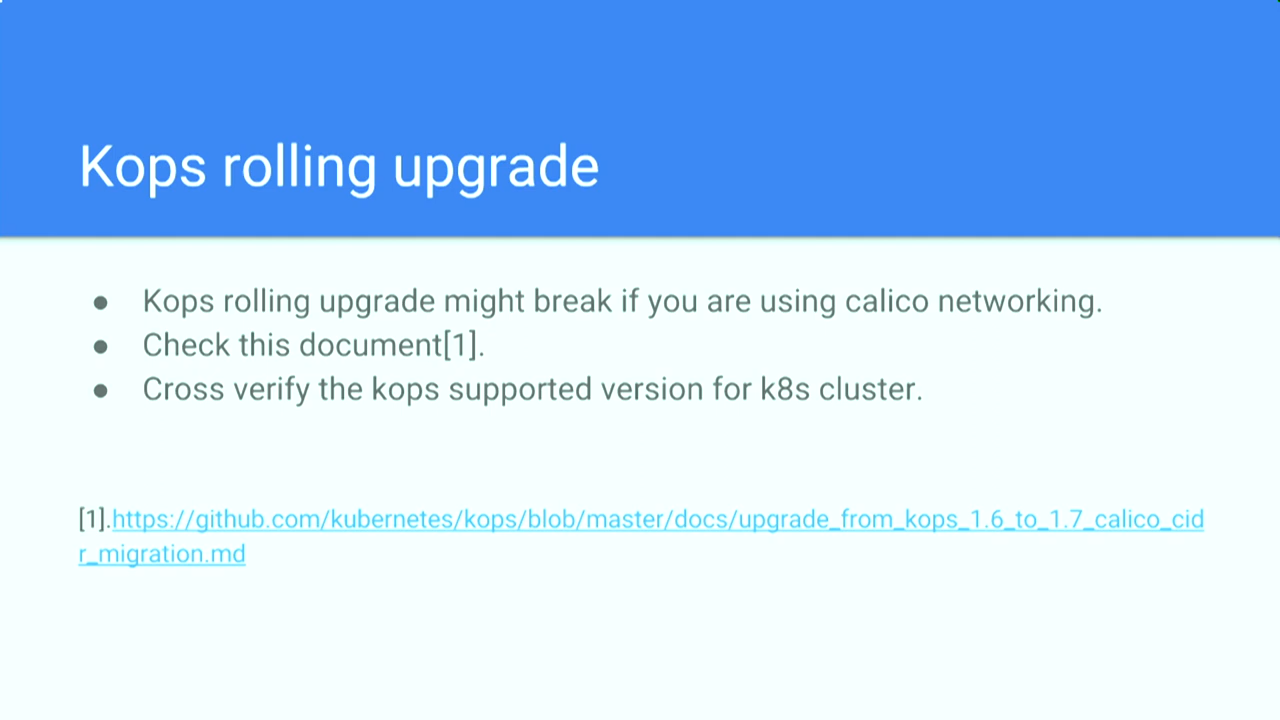 Kops rolling upgrade
● Kops rolling upgrade might break if you are using calico networking.
● Check this document[1].
● Cross verify the kops supported version for k8s cluster.
[1].https://github.com/kubernetes/kops/blob/master/docs/upgrade_from_kops_1.6_to_1.7_calico_cid
r_migration.md